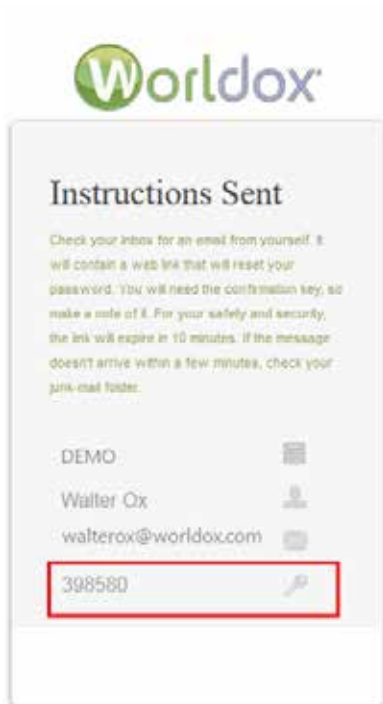 Worldox
Instructions Sent
Check your Inbox for an email from yourself. It
will contain a web link that will reset your
password. You will need the confirmation key, so
make a note of it. For your safety and security,
the link will expire in 10 minutes. If the message
doesn't arrive within a few minutes, check your
junk-mail folder.
DEMO
Walter Ox
walterox@worldox.com
398580